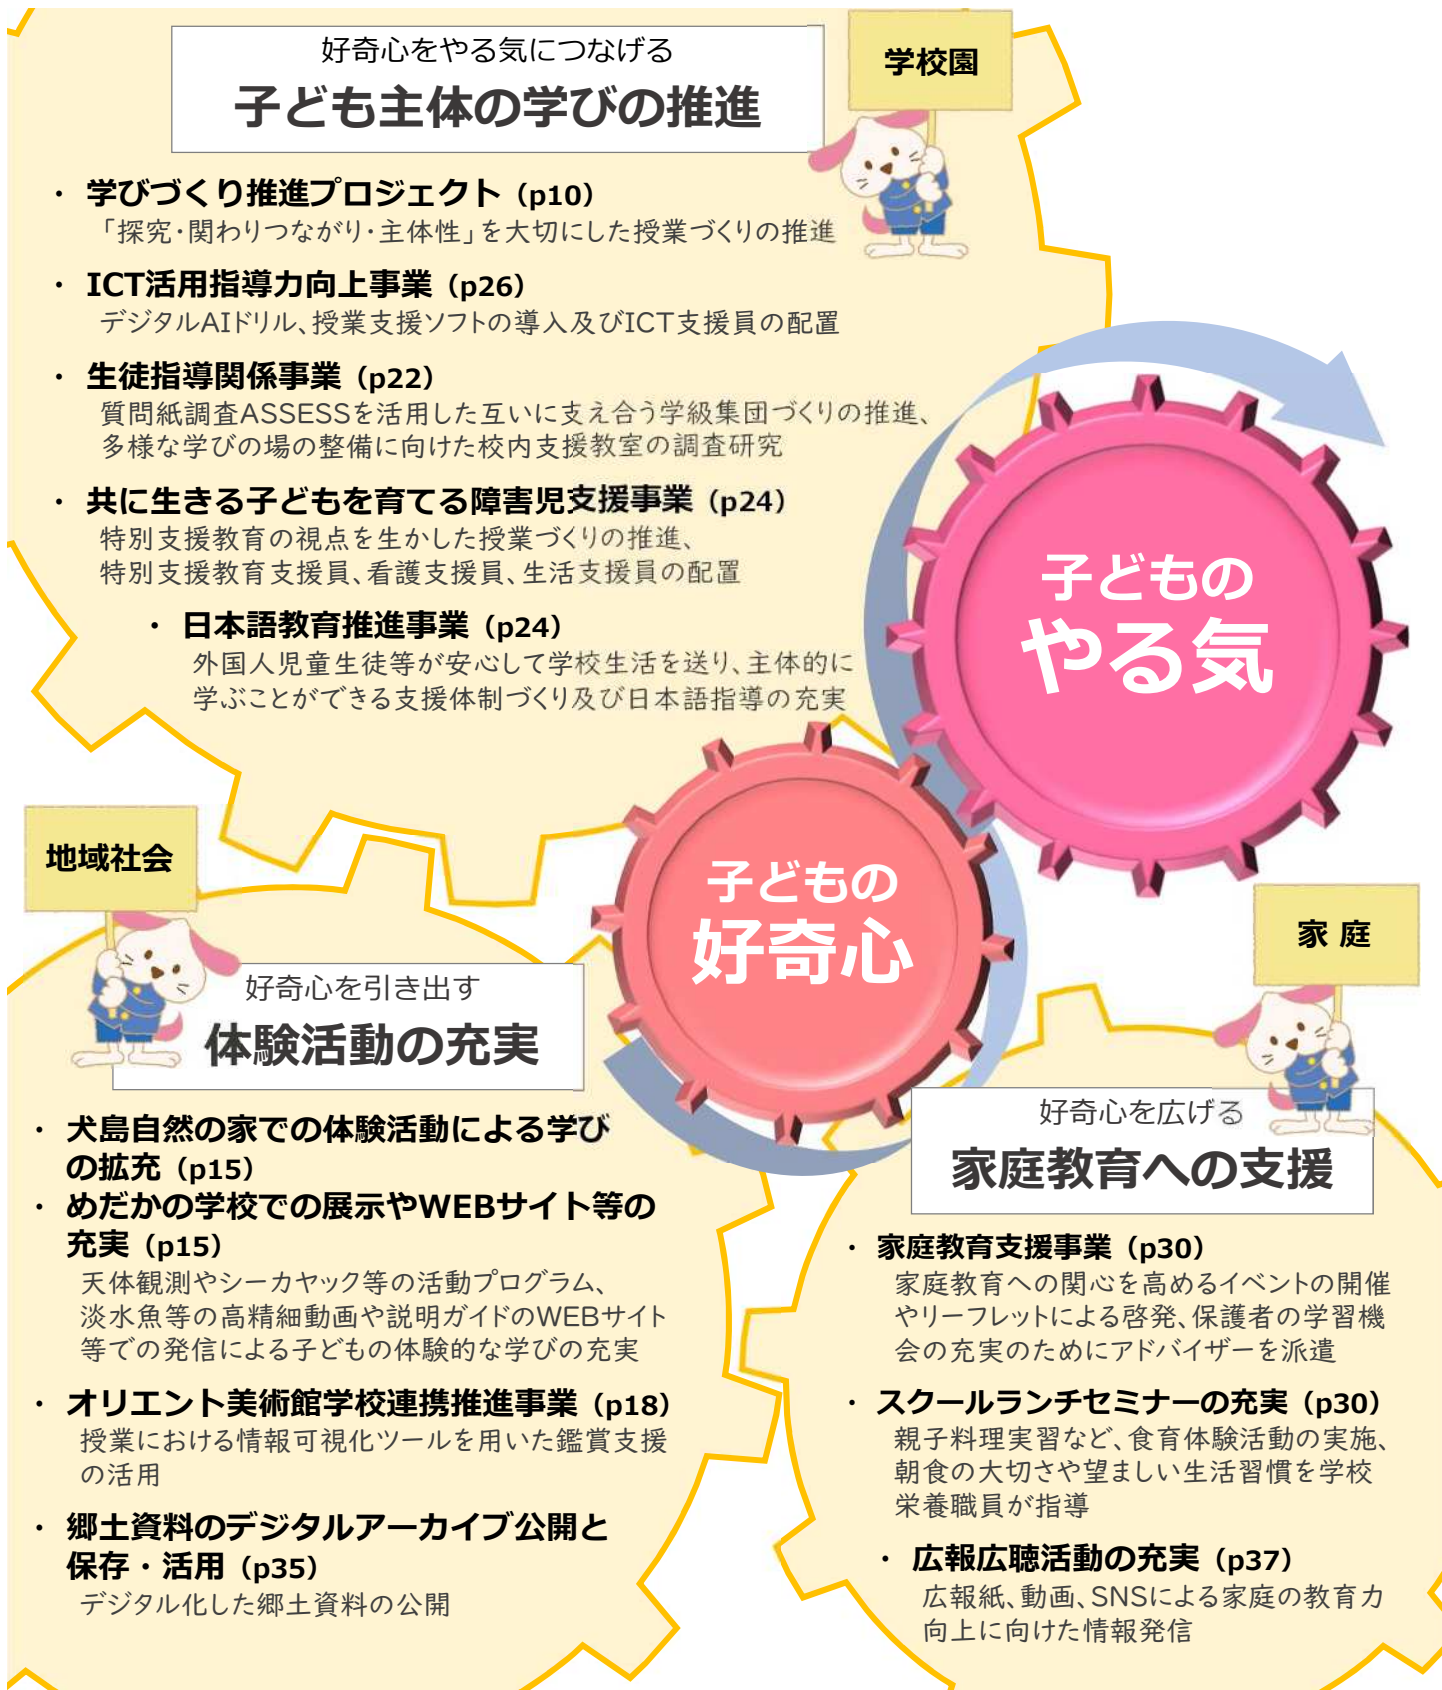 好奇心をやる気につなげる
子ども主体の学びの推進
学校園
・ 学びづくり推進プロジェクト（p10）
「探究・関わりつながり・主体性」を大切にした授業づくりの推進
・ ICT活用指導力向上事業（p26）
デジタルAIドリル、授業支援ソフトの導入及びICT支援員の配置
・ 生徒指導関係事業（p22）
質問紙調査ASSESSを活用した互いに支え合う学級集団づくりの推進、
多様な学びの場の整備に向けた校内支援教室の調査研究
・ 共に生きる子どもを育てる障害児支援事業（p24）
特別支援教育の視点を生かした授業づくりの推進、
特別支援教育支援員、看護支援員、生活支援員の配置
・ 日本語教育推進事業（p24）
外国人児童生徒等が安心して学校生活を送り、主体的に
学ぶことができる支援体制づくり及び日本語指導の充実
子どもの
やる気
子どもの
好奇心
地域社会
好奇心を引き出す
体験活動の充実
・ 犬島自然の家での体験活動による学び
の拡充（p15）
・ めだかの学校での展示やWEBサイト等の
充実（p15）
天体観測やシーカヤック等の活動プログラム、
淡水魚等の高精細動画や説明ガイドのWEBサイト
等での発信による子どもの体験的な学びの充実
・ オリエント美術館学校連携推進事業（p18）
授業における情報可視化ツールを用いた鑑賞支援
の活用
・ 郷土資料のデジタルアーカイブ公開と
保存・活用（p35）
デジタル化した郷土資料の公開
家 庭
好奇心を広げる
家庭教育への支援
・ 家庭教育支援事業（p30）
家庭教育への関心を高めるイベントの開催
やリーフレットによる啓発、保護者の学習機
会の充実のためにアドバイザーを派遣
・ スクールランチセミナーの充実（p30）
親子料理実習など、食育体験活動の実施、
朝食の大切さや望ましい生活習慣を学校
栄養職員が指導
・ 広報広聴活動の充実（p37）
広報紙、動画、SNSによる家庭の教育力
向上に向けた情報発信